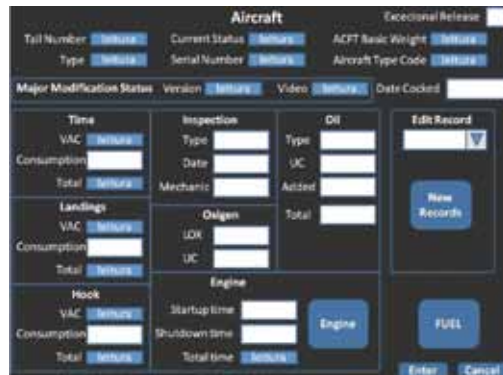 Aircraft
Excecional Release
Tail Number leitura Current Status leitura ACFT Basic Weight leitura
Type leitura Serial Number leitura Aircraft Type Code leitura
Major Modification Status Version leitura Video leitura Date Cocked
Time Inspection Oil Edit Record
VAC leitura Type Type
Consumption Date UC
Total leitura Mechanic Added
Landings Oxigen Total New Records
VAC leitura LOX
Consumption UC
Total leitura Engine
Hook Startup time
VAC leitura Shutdown time Engine FUEL
Consumption
Total leitura Total time leitura
Enter Cancel